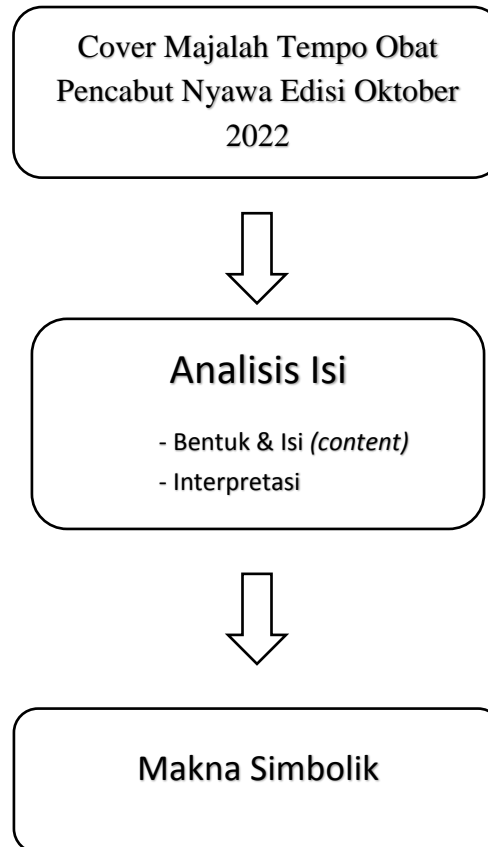 Cover Majalah Tempo Obat
Pencabut Nyawa Edisi Oktober
2022
Analisis Isi
- Bentuk & Isi (content)
- Interpretasi
Makna Simbolik